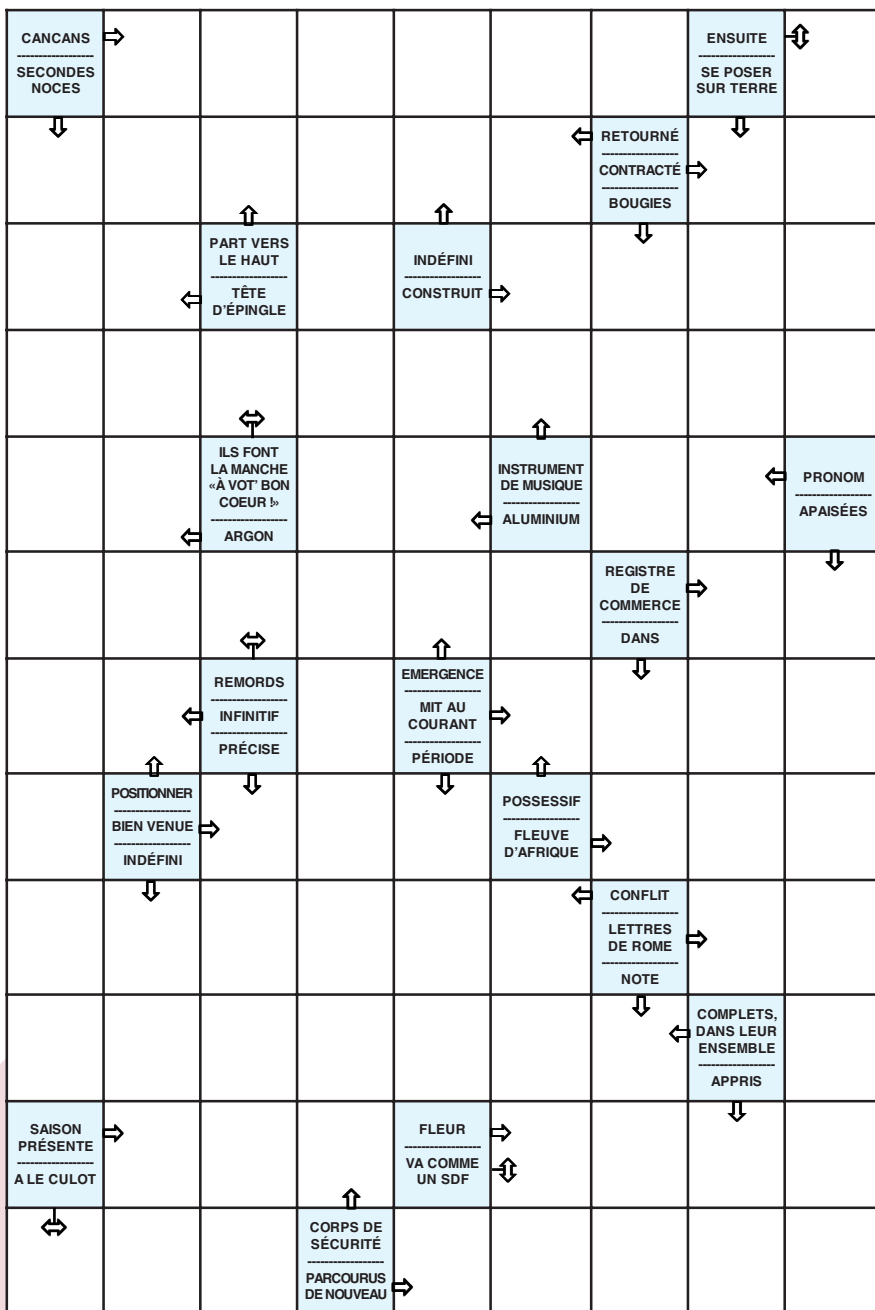 CANCANS
SECONDES
NOCES
ENSUITE
SE POSER
SUR TERRE
RETOURNÉ
CONTRACTÉ
BOUGIES
PART VERS
LE HAUT
TÊTE
D'ÉPINGLE
INDÉFINI
CONSTRUIT
ILS FONT
LA MANCHE
«À VOT' BON
COEUR !»
ARGON
INSTRUMENT
DE MUSIQUE
ALUMINIUM
PRONOM
APAISÉES
REGISTRE
DE
COMMERCE
DANS
REMORDS
INFINITIF
PRÉCISE
EMERGENCE
MIT AU
COURANT
PÉRIODE
POSITIONNER
BIEN VENUE
INDÉFINI
POSSESSIF
FLEUVE
D'AFRIQUE
CONFLIT
LETTRES
DE ROME
NOTE
COMPLETS,
DANS LEUR
ENSEMBLE
APPRIS
SAISON
PRÉSENTE
A LE CULOT
FLEUR
VA COMME
UN SDF
CORPS DE
SÉCURITÉ
PARCOURUS
DE NOUVEAU